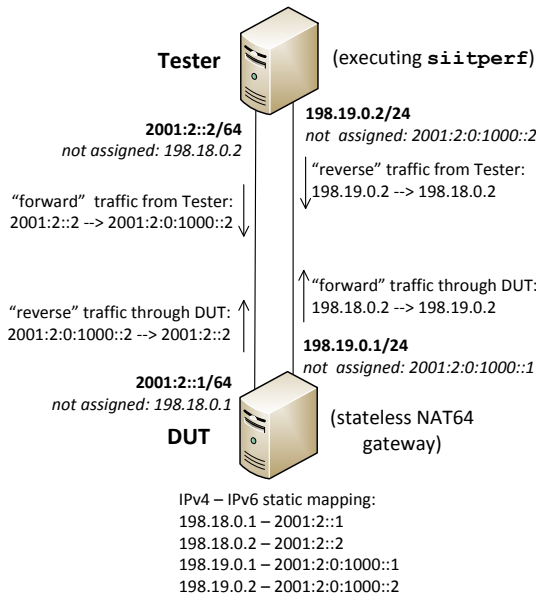 Tester
(executing siitperf)
2001:2::2/64
not assigned: 198.18.0.2
198.19.0.2/24
not  assigned: 2001:2:0:1000::2
“forward”  traffic from Tester:
2001:2::2 --> 2001:2:0:1000::2
“reverse” traffic from Tester:
198.19.0.2 --> 198.18.0.2
“reverse” traffic through DUT:
2001:2:0:1000::2 --> 2001:2::2
“forward” traffic through DUT:
198.18.0.2 --> 198.19.0.2
2001:2::1/64
not assigned: 198.18.0.1
198.19.0.1/24
not  assigned: 2001:2:0:1000::1
DUT
(stateless NAT64
gateway)
IPv4 – IPv6 static mapping:
198.18.0.1 – 2001:2::1
198.18.0.2 – 2001:2::2
198.19.0.1 – 2001:2:0:1000::1
198.19.0.2 – 2001:2:0:1000::2